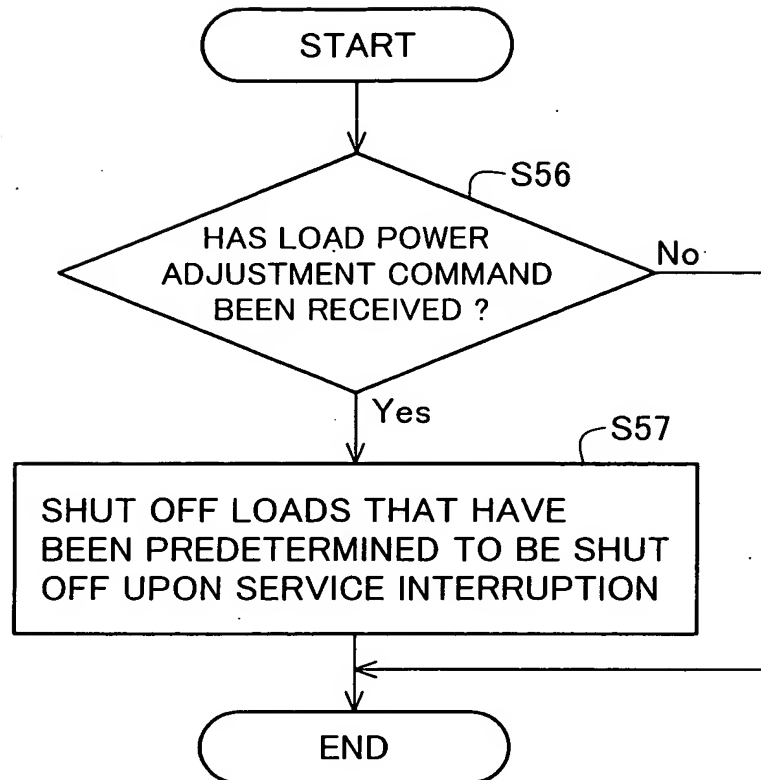 START
S56
HAS LOAD POWER
ADJUSTMENT COMMAND
BEEN RECEIVED ?
No
Yes
S57
SHUT OFF LOADS THAT HAVE
BEEN PREDETERMINED TO BE SHUT
OFF UPON SERVICE INTERRUPTION
END